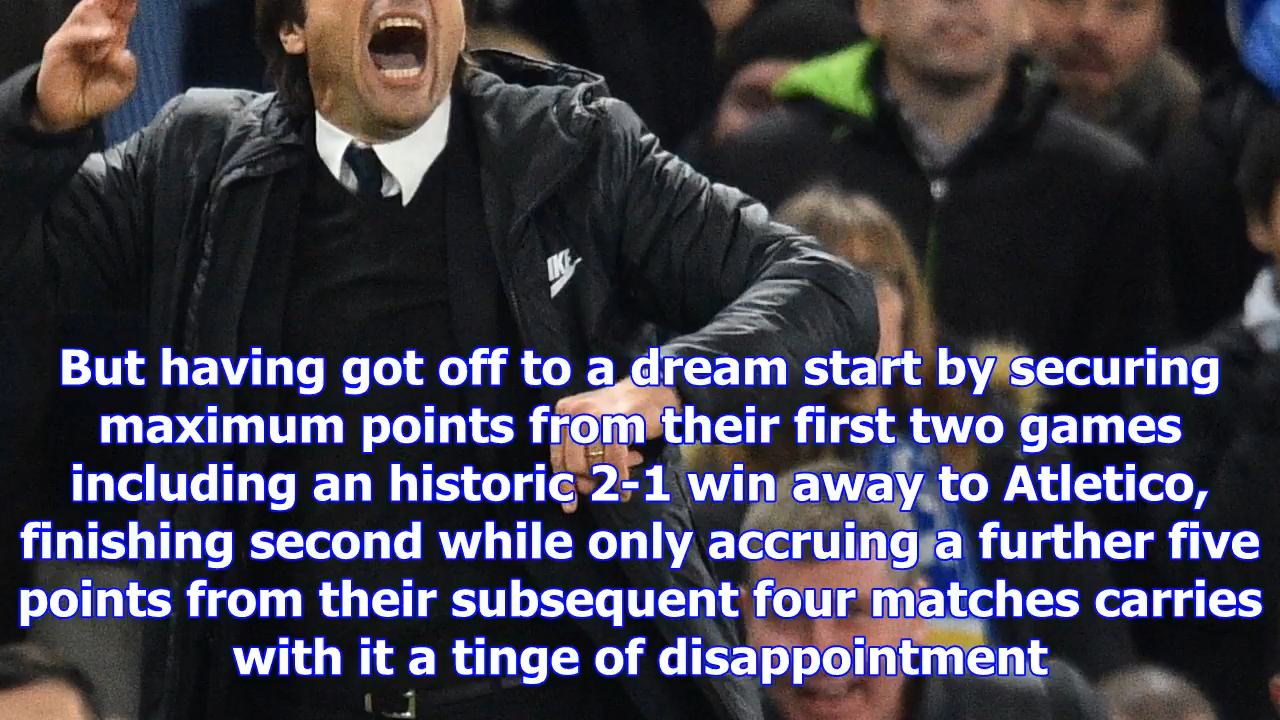 IKE
But having got off to a dream start by securing
maximum points from their first two games
including an historic 2-1 win away to Atletico,
finishing second while only accruing a further five
points from their subsequent four matches carries
with it a tinge of disappointment